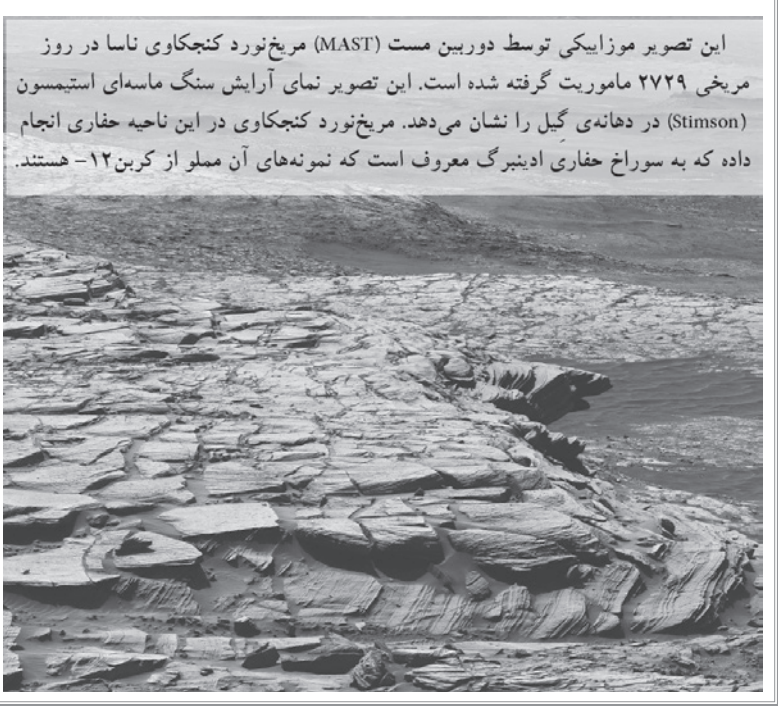 این تصویر موزاییکی توسط دوربین مست (MAST) مریخ‌نورد کنجکاوی ناسا در روز
مریخی ۲۷۲۹ ماموریت گرفته شده است. این تصویر نمای آرایش سنگ ماسه‌ای استیمسون
(Stimson) در دهانه‌ی گِیل را نشان می‌دهد. مریخ‌نورد کنجکاوی در این ناحیه حفاری انجام
داده که به سوراخ حفاری ادینبرگ معروف است که نمونه‌های آن مملو از کربن۱۲- هستند.